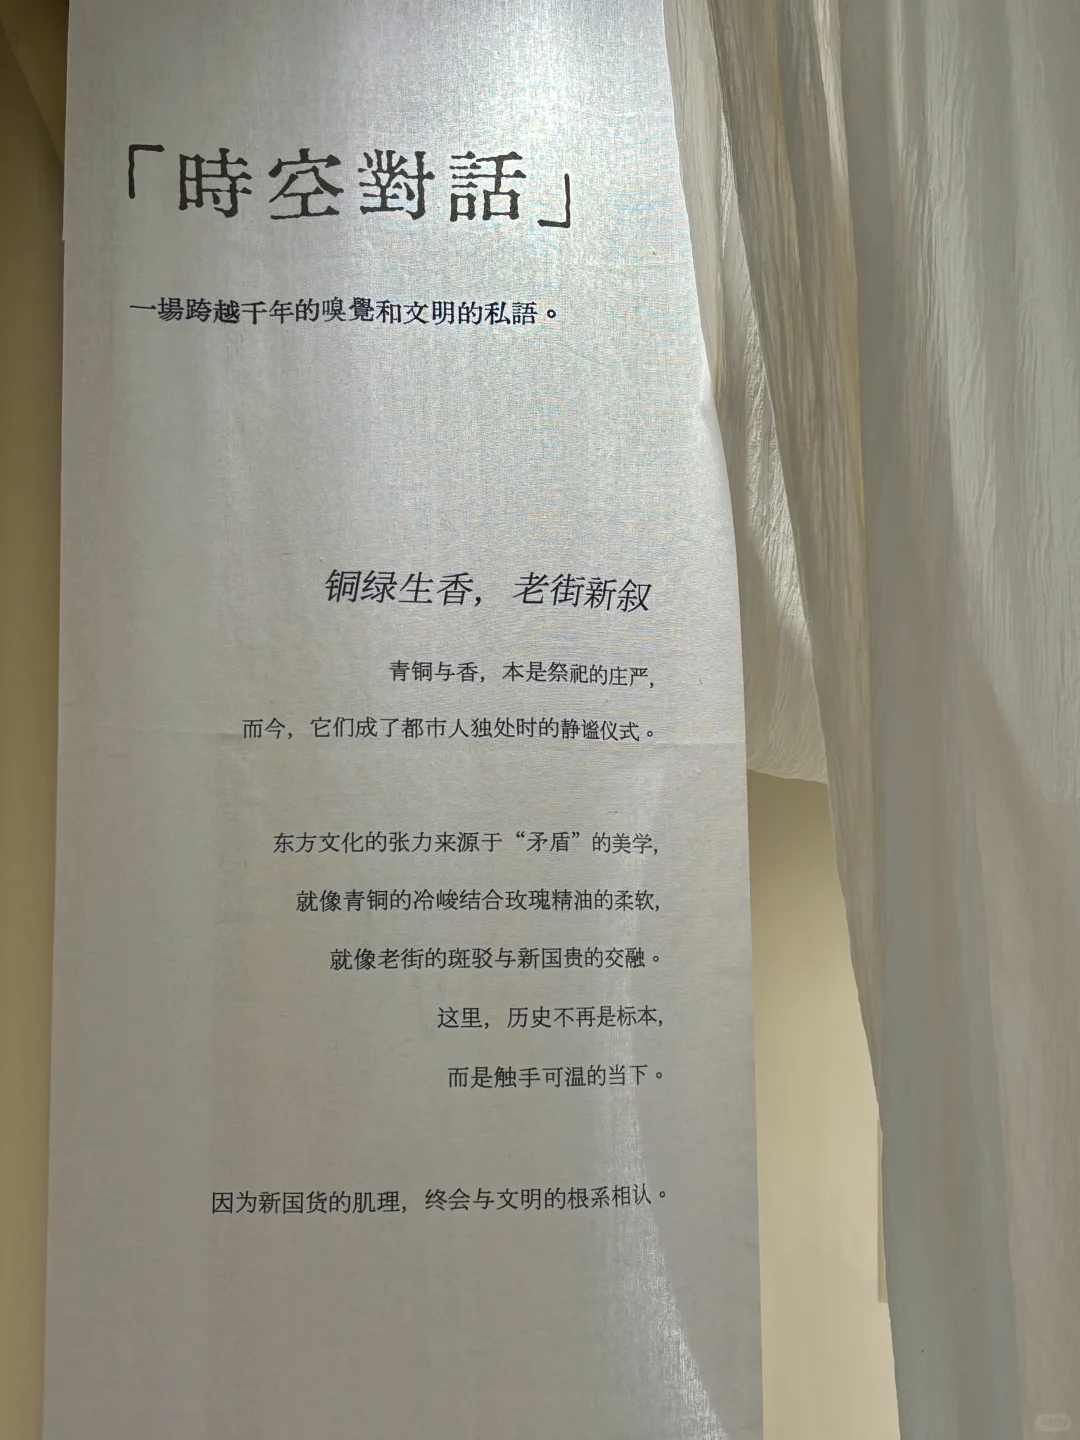 「時空對話」
一場跨越千年的嗅覺和文明的私語。
铜绿生香，老街新叙
青铜与香，本是祭祀的庄严，
而今，它们成了都市人独处时的静谧仪式。
东方文化的张力来源于“矛盾”的美学，
就像青铜的冷峻结合玫瑰精油的柔软，
就像老街的斑驳与新国贵的交融。
这里，历史不再是标本，
而是触手可温的当下。
因为新国货的肌理，终会与文明的根系相认。